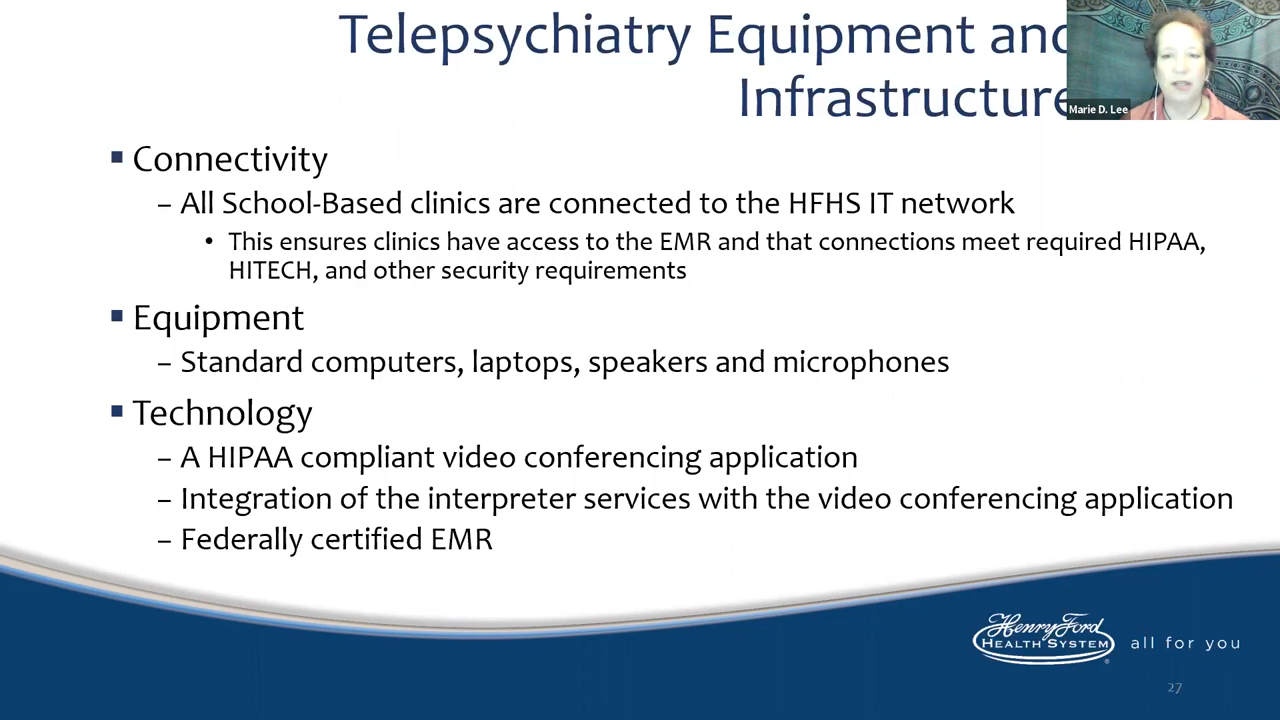 Telepsychiatry Equipment and
Infrastructure
Marie D. Lee
▪ Connectivity
– All School-Based clinics are connected to the HFHS IT network
• This ensures clinics have access to the EMR and that connections meet required HIPAA,
HITECH, and other security requirements
▪ Equipment
– Standard computers, laptops, speakers and microphones
▪ Technology
– A HIPAA compliant video conferencing application
– Integration of the interpreter services with the video conferencing application
– Federally certified EMR
Henry Ford
HEALTH SYSTEM®
all for you
27